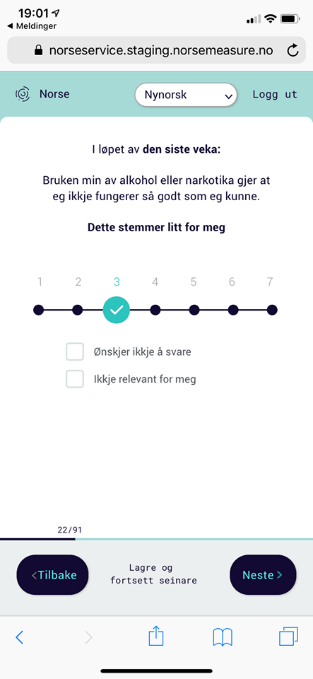 19:01
Meldinger
norseservice.staging.norsemeasure.no
Norse
Nynorsk
Logg ut
I løpet av den siste veka:
Bruken min av alkohol eller narkotika gjer at
eg ikkje fungerer så godt som eg kunne.
Dette stemmer litt for meg
1 2 3 4 5 6 7
Ønskjer ikkje å svare
Ikkje relevant for meg
22/91
<Tilbake
Lagre og
fortsett seinare
Neste >